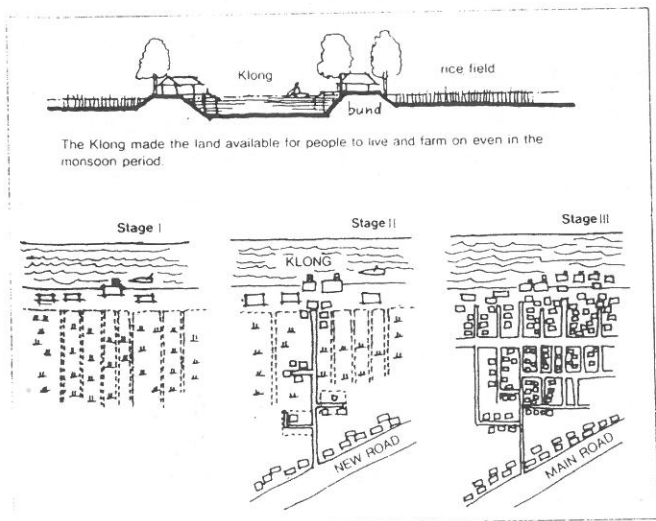 Klong
rice field
bund
The Klong made the land available for people to live and farm on even in the
monsoon period.
Stage I
Stage II
Stage III
KLONG
NEW ROAD
MAIN ROAD